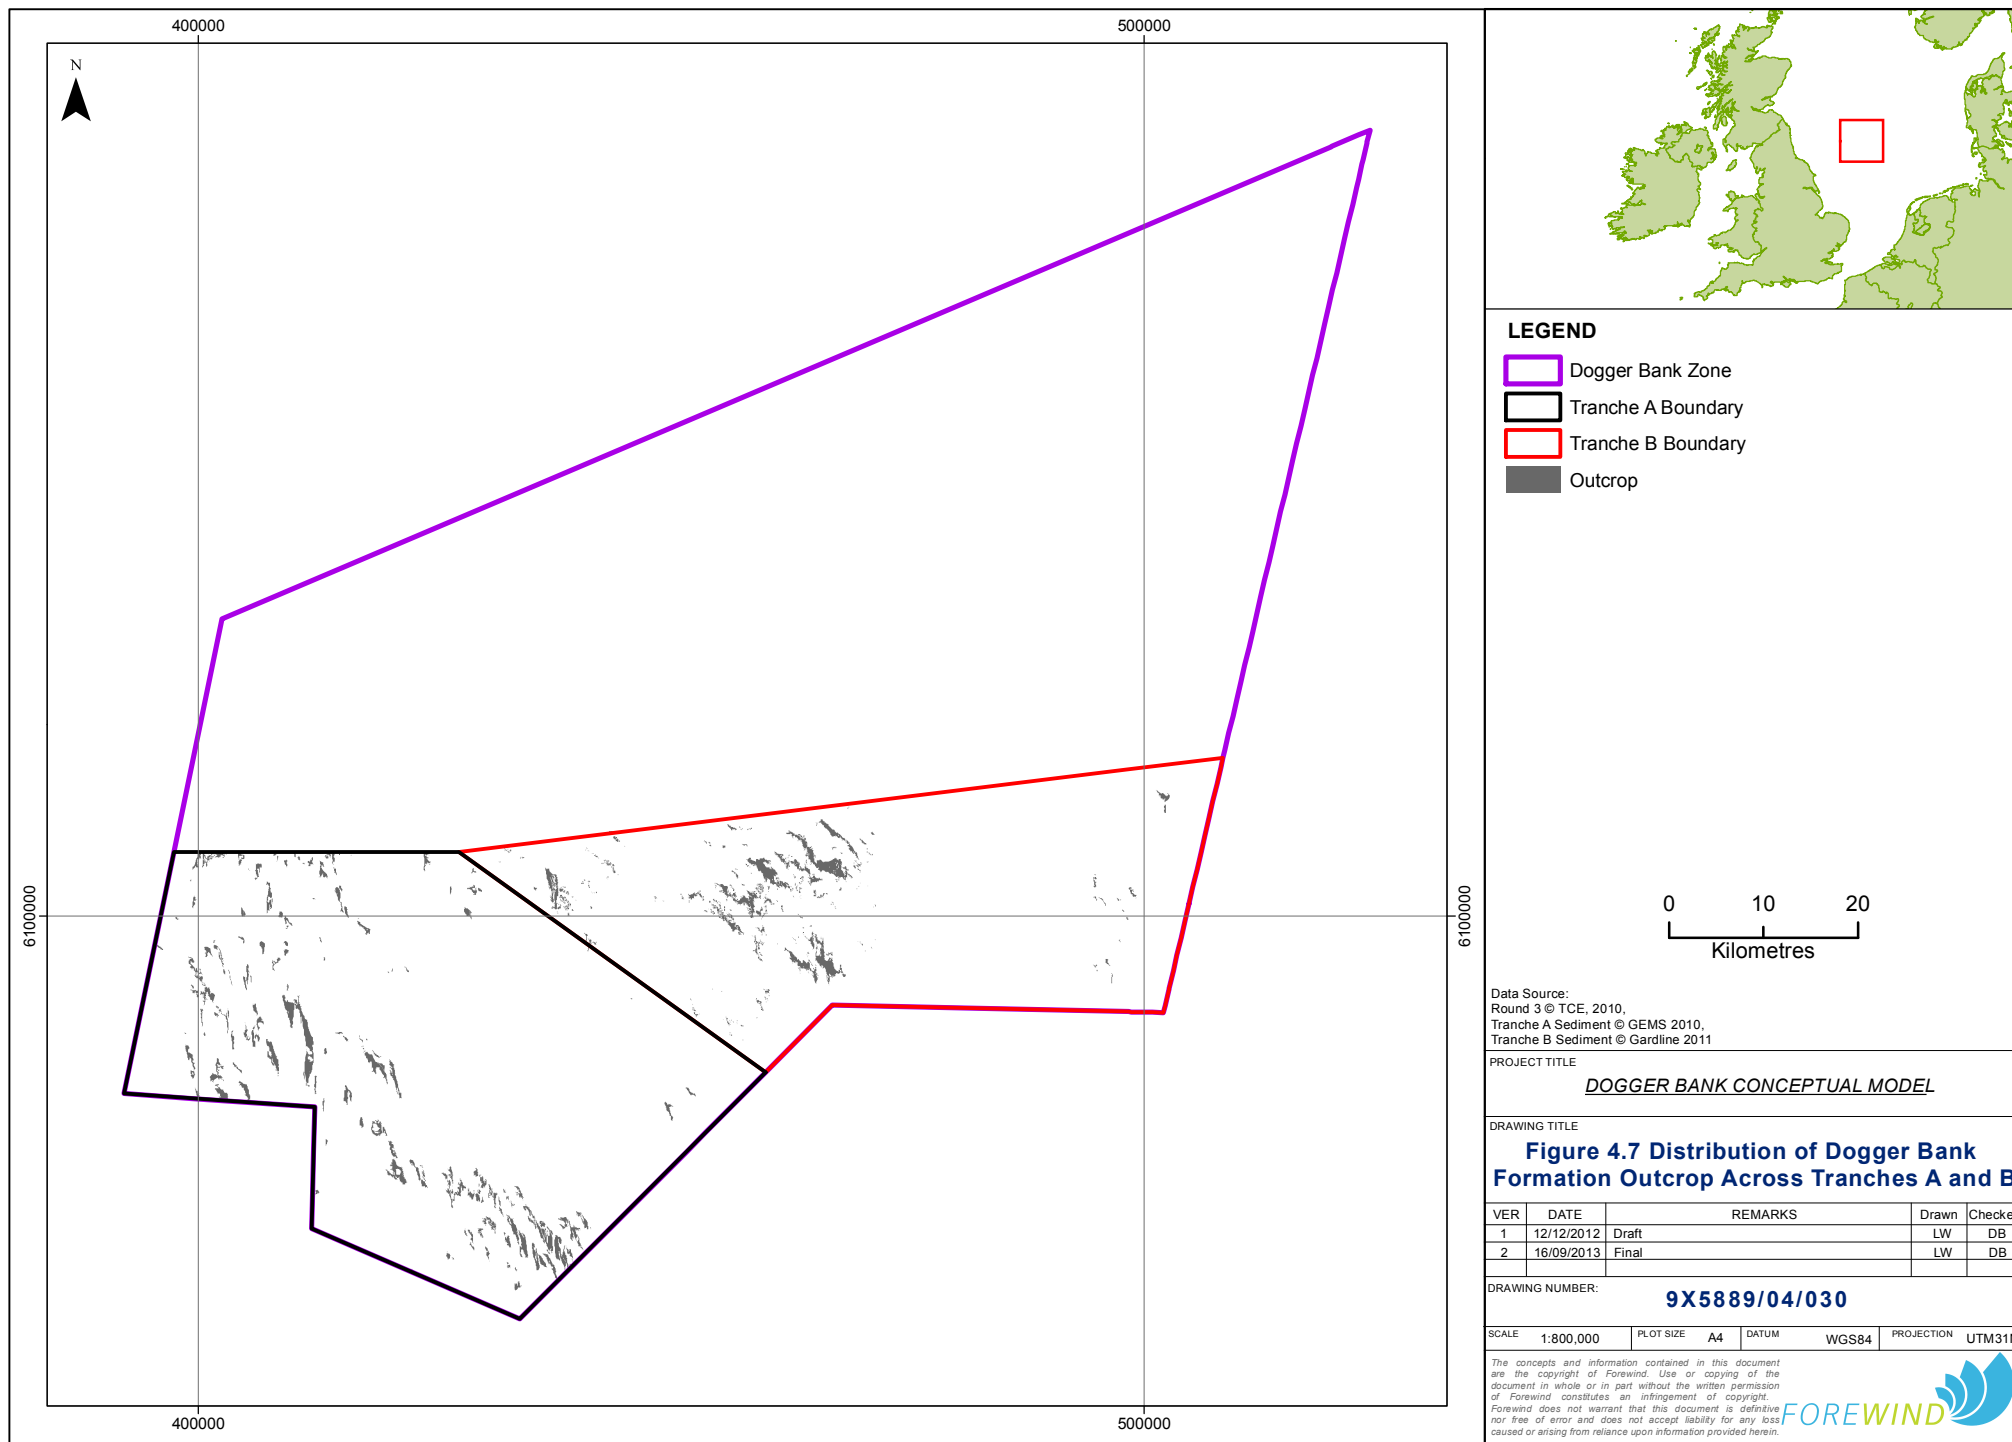 400000
500000
N
6100000
6100000
400000
500000
LEGEND
Dogger Bank Zone
Tranche A Boundary
Tranche B Boundary
Outcrop
0 10 20
Kilometres
Data Source:
Round 3 © TCE, 2010,
Tranche A Sediment © GEMS 2010,
Tranche B Sediment © Gardline 2011
PROJECT TITLE
DOGGER BANK CONCEPTUAL MODEL
DRAWING TITLE
Figure 4.7 Distribution of Dogger Bank
Formation Outcrop Across Tranches A and B
VER DATE REMARKS Drawn Checke
1 12/12/2012 Draft LW DB
2 16/09/2013 Final LW DB
DRAWING NUMBER:
9X5889/04/030
SCALE 1:800,000 PLOT SIZE A4 DATUM WGS84 PROJECTION UTM31
The concepts and information contained in this document
are the copyright of Forewind. Use or copying of the
document in whole or in part without the written permission
of Forewind constitutes an infringement of copyright.
Forewind does not warrant that this document is definitive
nor free of error and does not accept liability for any loss
caused or arising from reliance upon information provided herein.
FOREWIND